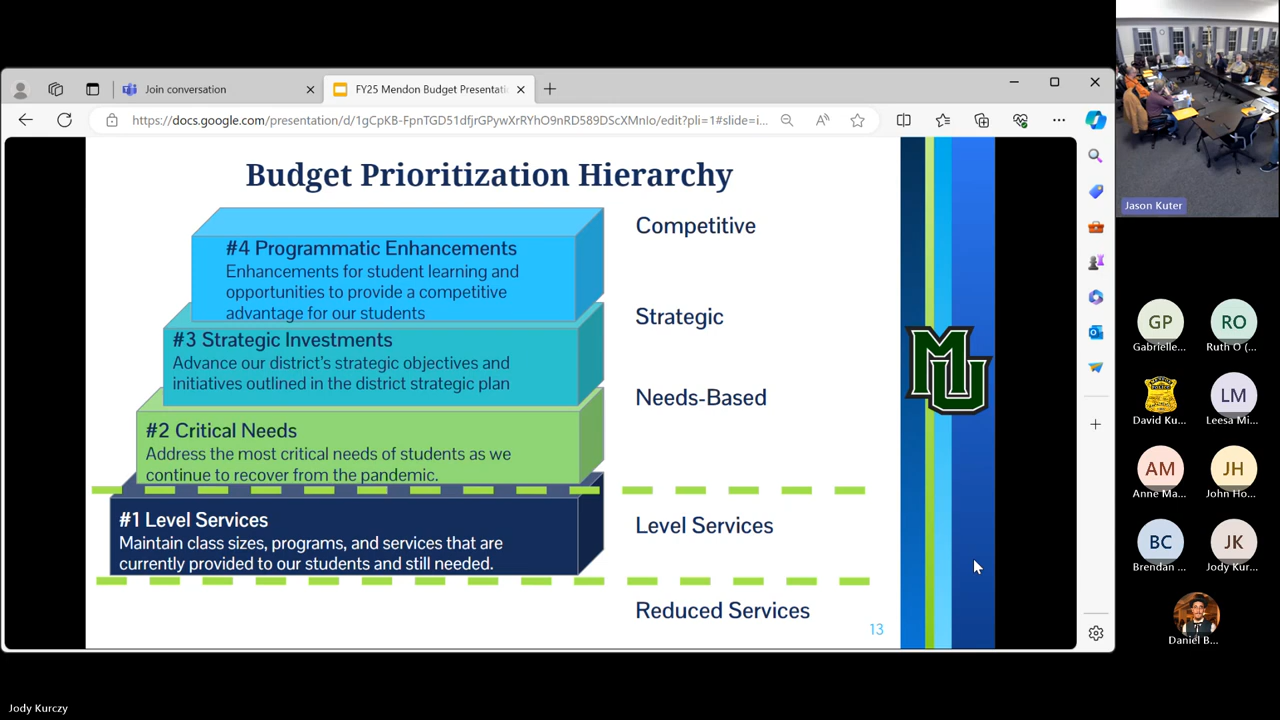 Join conversation
FY25 Mendon Budget Presentati
https://docs.google.com/presentation/d/1gCpKB-FpnTGD51dfjrGPywXrRYhO9nRD589DScXMnIo/edit?pli=1#slide=i...
Budget Prioritization Hierarchy
#4 Programmatic Enhancements
Enhancements for student learning and
opportunities to provide a competitive
advantage for our students
Competitive
#3 Strategic Investments
Advance our district's strategic objectives and
initiatives outlined in the district strategic plan
Strategic
#2 Critical Needs
Address the most critical needs of students as we
continue to recover from the pandemic.
Needs-Based
#1 Level Services
Maintain class sizes, programs, and services that are
currently provided to our students and still needed.
Level Services
Reduced Services
13
MU
Jason Kuter
GP
Gabrielle...
RO
Ruth O (...
David Ku...
LM
Leesa Mi...
AM
Anne Ma...
JH
John Ho...
BC
Brendan ...
JK
Jody Kur...
Daniel B...
Jody Kurczy